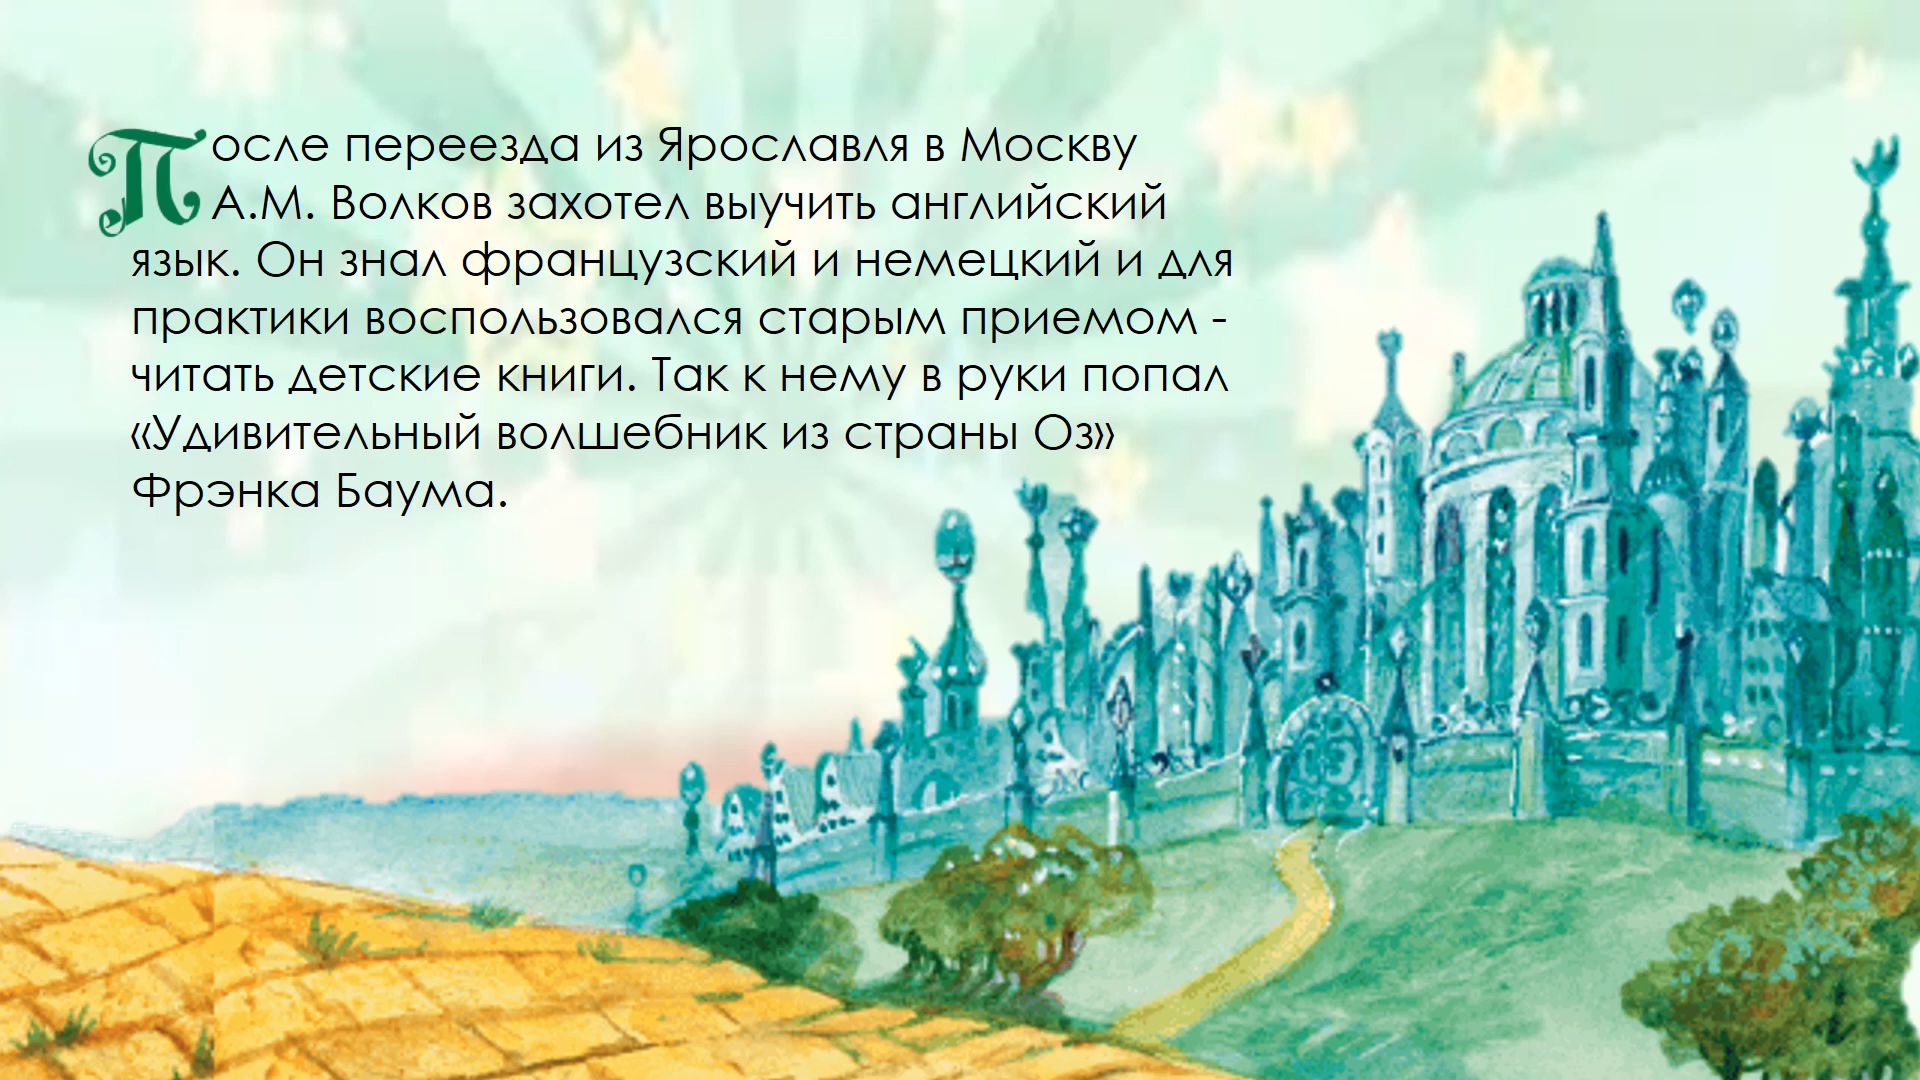 После переезда из Ярославля в Москву
А.М. Волков захотел выучить английский
язык. Он знал французский и немецкий и для
практики воспользовался старым приемом -
читать детские книги. Так к нему в руки попал
«Удивительный волшебник из страны Оз»
Фрэнка Баума.